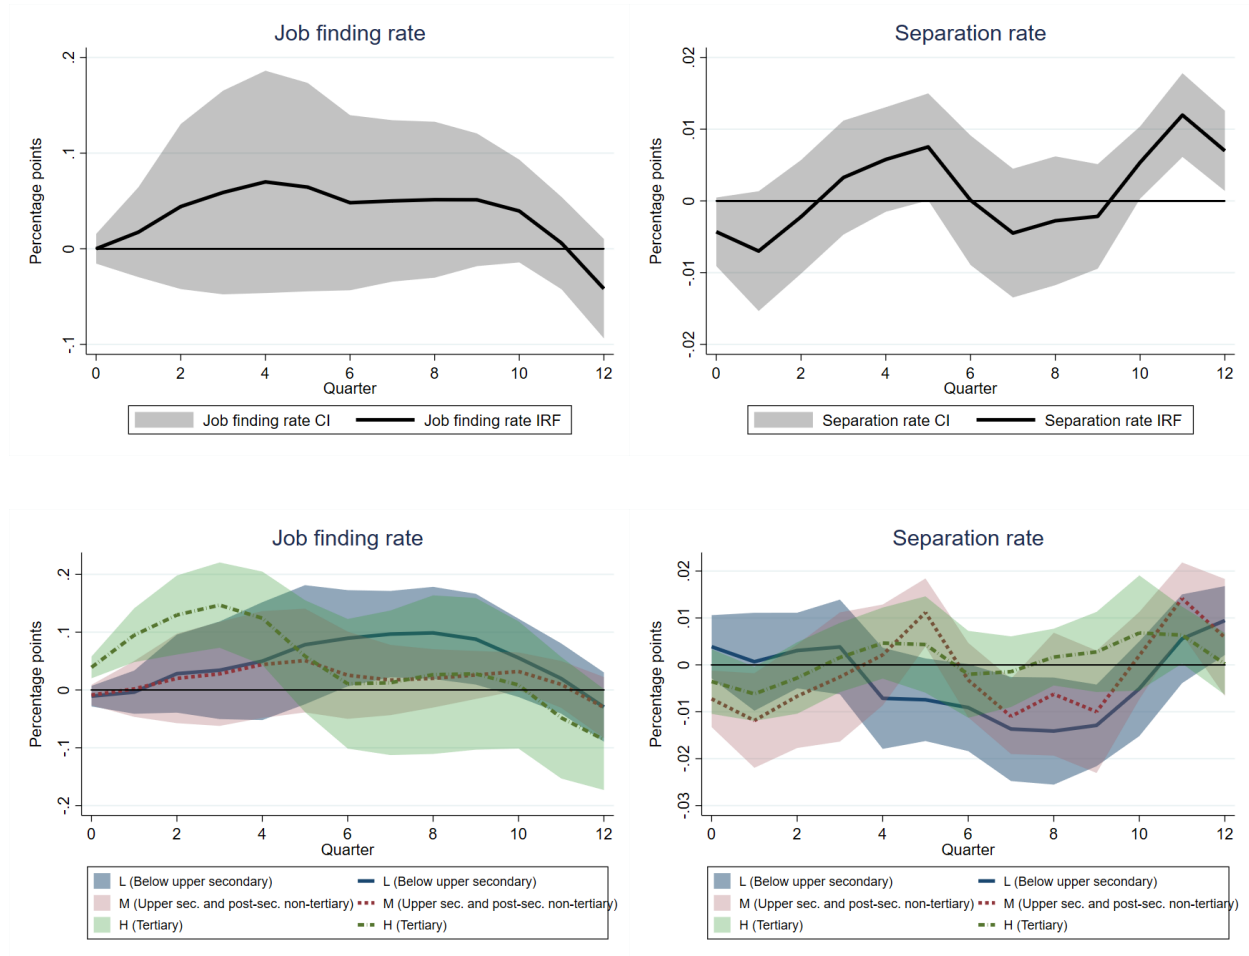 Job finding rate
Percentage points
.2
.1
0
-.1
0 2 4 6 8 10 12
Quarter
Job finding rate CI Job finding rate IRF
Separation rate
Percentage points
.02
.01
0
-.01
-.02
0 2 4 6 8 10 12
Quarter
Separation rate CI Separation rate IRF
Job finding rate
Percentage points
.2
.1
0
-.1
-.2
0 2 4 6 8 10 12
Quarter
L (Below upper secondary) L (Below upper secondary)
M (Upper sec. and post-sec. non-tertiary) M (Upper sec. and post-sec. non-tertiary)
H (Tertiary) H (Tertiary)
Separation rate
Percentage points
.02
.01
0
-.01
-.02
-.03
0 2 4 6 8 10 12
Quarter
L (Below upper secondary) L (Below upper secondary)
M (Upper sec. and post-sec. non-tertiary) M (Upper sec. and post-sec. non-tertiary)
H (Tertiary) H (Tertiary)